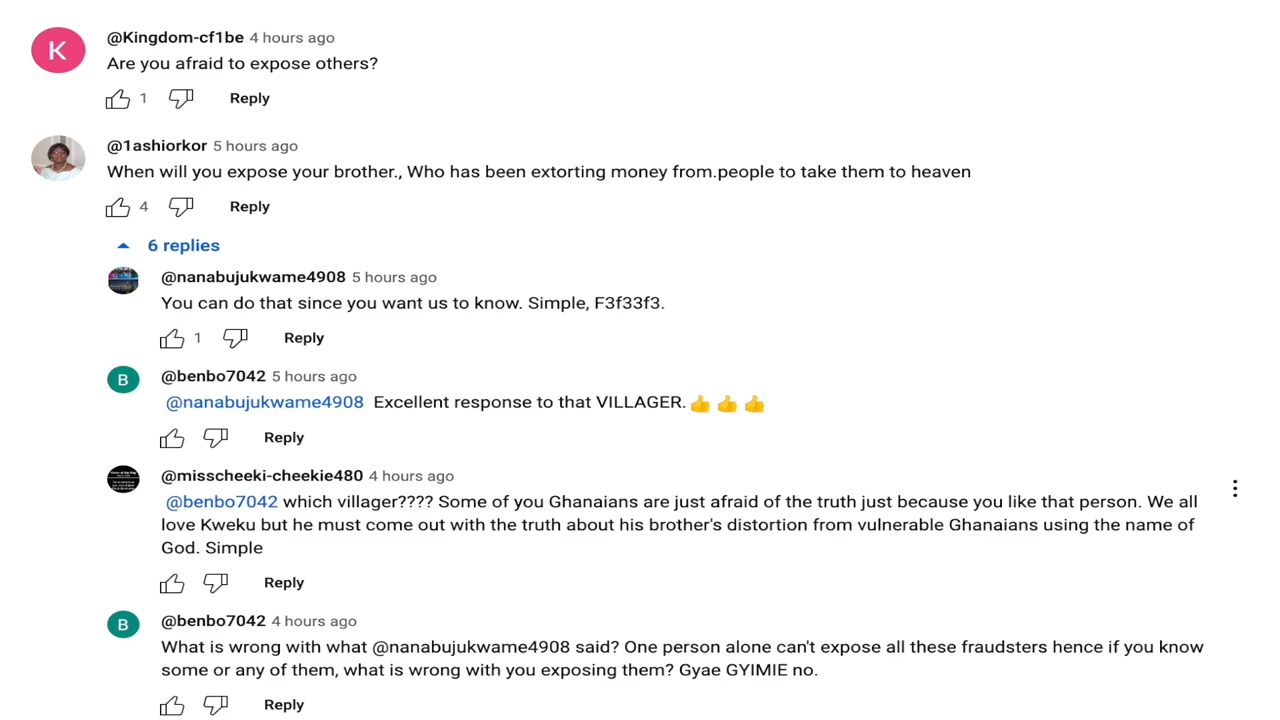 K
@Kingdom-cf1be 4 hours ago
Are you afraid to expose others?
1 Reply
@1ashiorkor 5 hours ago
When will you expose your brother., Who has been extorting money from.people to take them to heaven
4 Reply
6 replies
@nanabujukwame4908 5 hours ago
You can do that since you want us to know. Simple, F3f33f3.
1 Reply
B
@benbo7042 5 hours ago
@nanabujukwame4908 Excellent response to that VILLAGER.👍👍👍
Reply
@misscheeki-cheekie480 4 hours ago
@benbo7042 which villager???? Some of you Ghanaians are just afraid of the truth just because you like that person. We all
love Kweku but he must come out with the truth about his brother's distortion from vulnerable Ghanaians using the name of
God. Simple
Reply
B
@benbo7042 4 hours ago
What is wrong with what @nanabujukwame4908 said? One person alone can't expose all these fraudsters hence if you know
some or any of them, what is wrong with you exposing them? Gyae GYIMIE no.
Reply